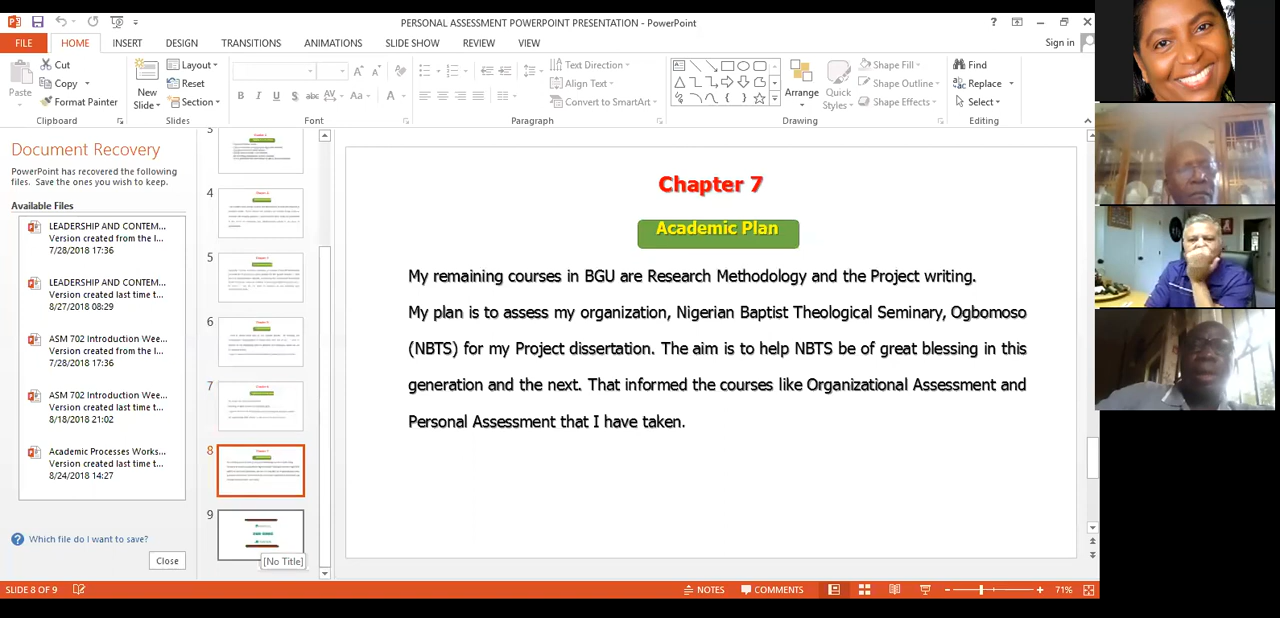 PERSONAL ASSESSMENT POWERPOINT PRESENTATION - PowerPoint
FILE HOME INSERT DESIGN TRANSITIONS ANIMATIONS SLIDE SHOW REVIEW VIEW Sign in
Paste
Cut
Copy
Format Painter
Clipboard
New Slide
Layout
Reset
Section
Slides
B I U S abc AV Aa A
Font
Text Direction
Align Text
Convert to SmartArt
Paragraph
Arrange
Quick Styles
Shape Fill
Shape Outline
Shape Effects
Drawing
Find
Replace
Select
Editing
Document Recovery
PowerPoint has recovered the following
files. Save the ones you wish to keep.
Available Files
LEADERSHIP AND CONTEM...
Version created from the l...
7/28/2018 17:36
LEADERSHIP AND CONTEM...
Version created last time t...
8/27/2018 08:29
ASM 702 Introduction Wee...
Version created from the l...
7/28/2018 17:36
ASM 702 Introduction Wee...
Version created last time t...
8/18/2018 21:02
Academic Processes Works...
Version created last time t...
8/24/2018 14:27
Which file do I want to save?
Close
3
4
5
6
7
8
9
[No Title]
Chapter 7
Academic Plan
My remaining courses in BGU are Research Methodology and the Project writing.
My plan is to assess my organization, Nigerian Baptist Theological Seminary, Ogbomoso
(NBTS) for my Project dissertation. The aim is to help NBTS be of great blessing in this
generation and the next. That informed the courses like Organizational Assessment and
Personal Assessment that I have taken.
SLIDE 8 OF 9 NOTES COMMENTS 71%